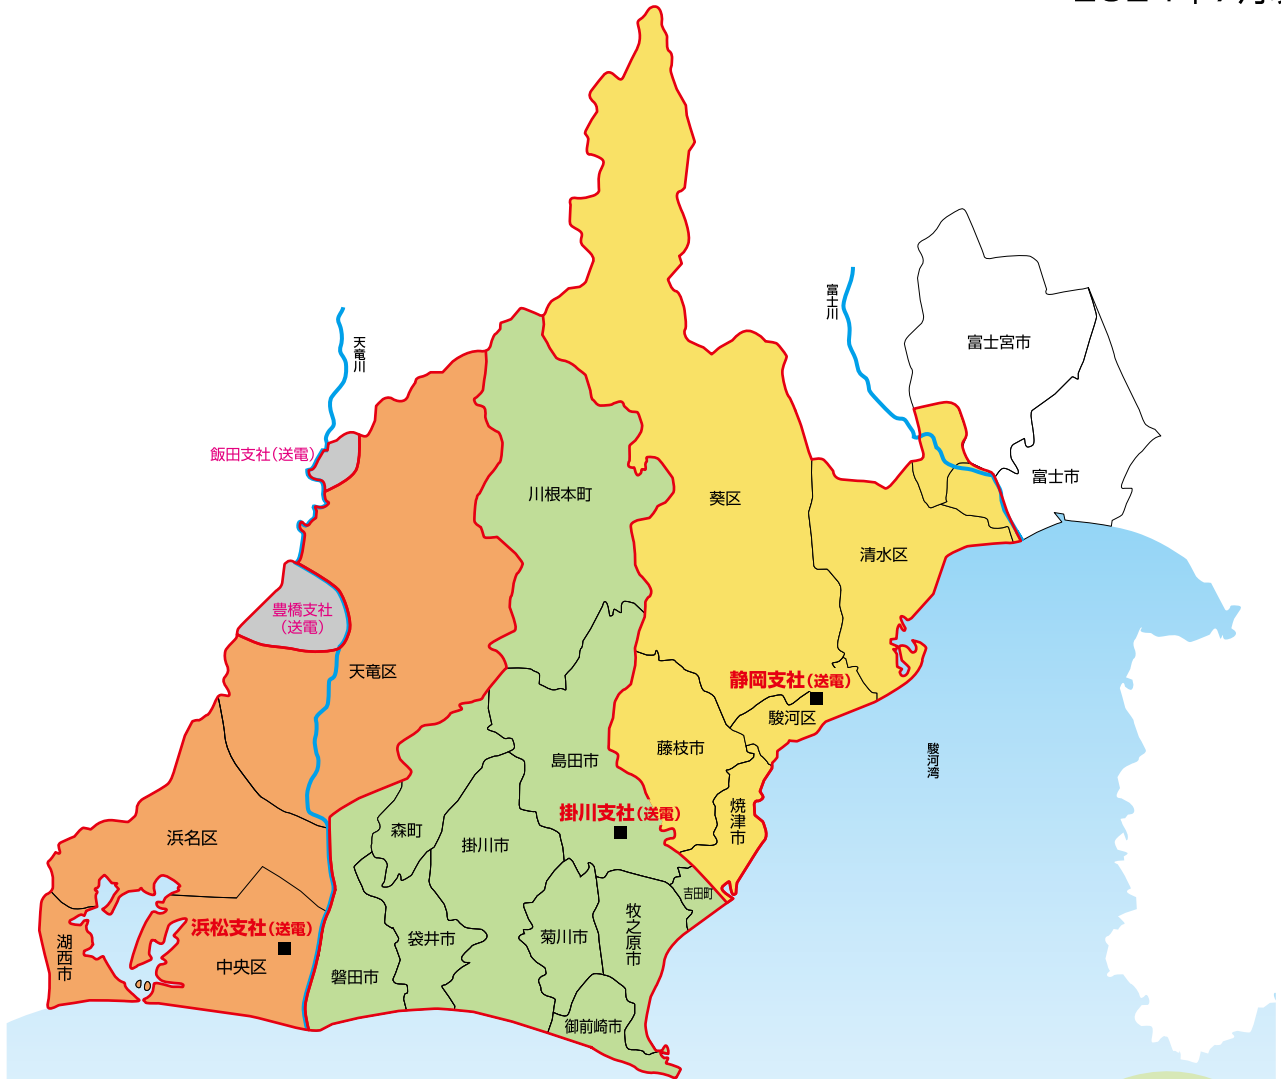 富士川
天竜川
富士宮市
飯田支社(送電)
富士市
川根本町
葵区
清水区
豊橋支社
(送電)
天竜区
静岡支社(送電)
駿河区
藤枝市
島田市
駿河湾
掛川支社(送電)
焼津市
森町
浜名区
掛川市
吉田町
牧之原市
浜松支社(送電)
湖西市
袋井市
菊川市
中央区
磐田市
御前崎市